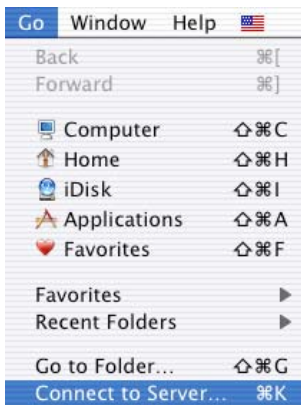 Go Window Help
Back ⌘[
Forward ⌘]
Computer ⇧⌘C
Home ⇧⌘H
iDisk ⇧⌘I
Applications ⇧⌘A
Favorites ⇧⌘F
Favorites ▶
Recent Folders ▶
Go to Folder... ⇧⌘G
Connect to Server... ⌘K